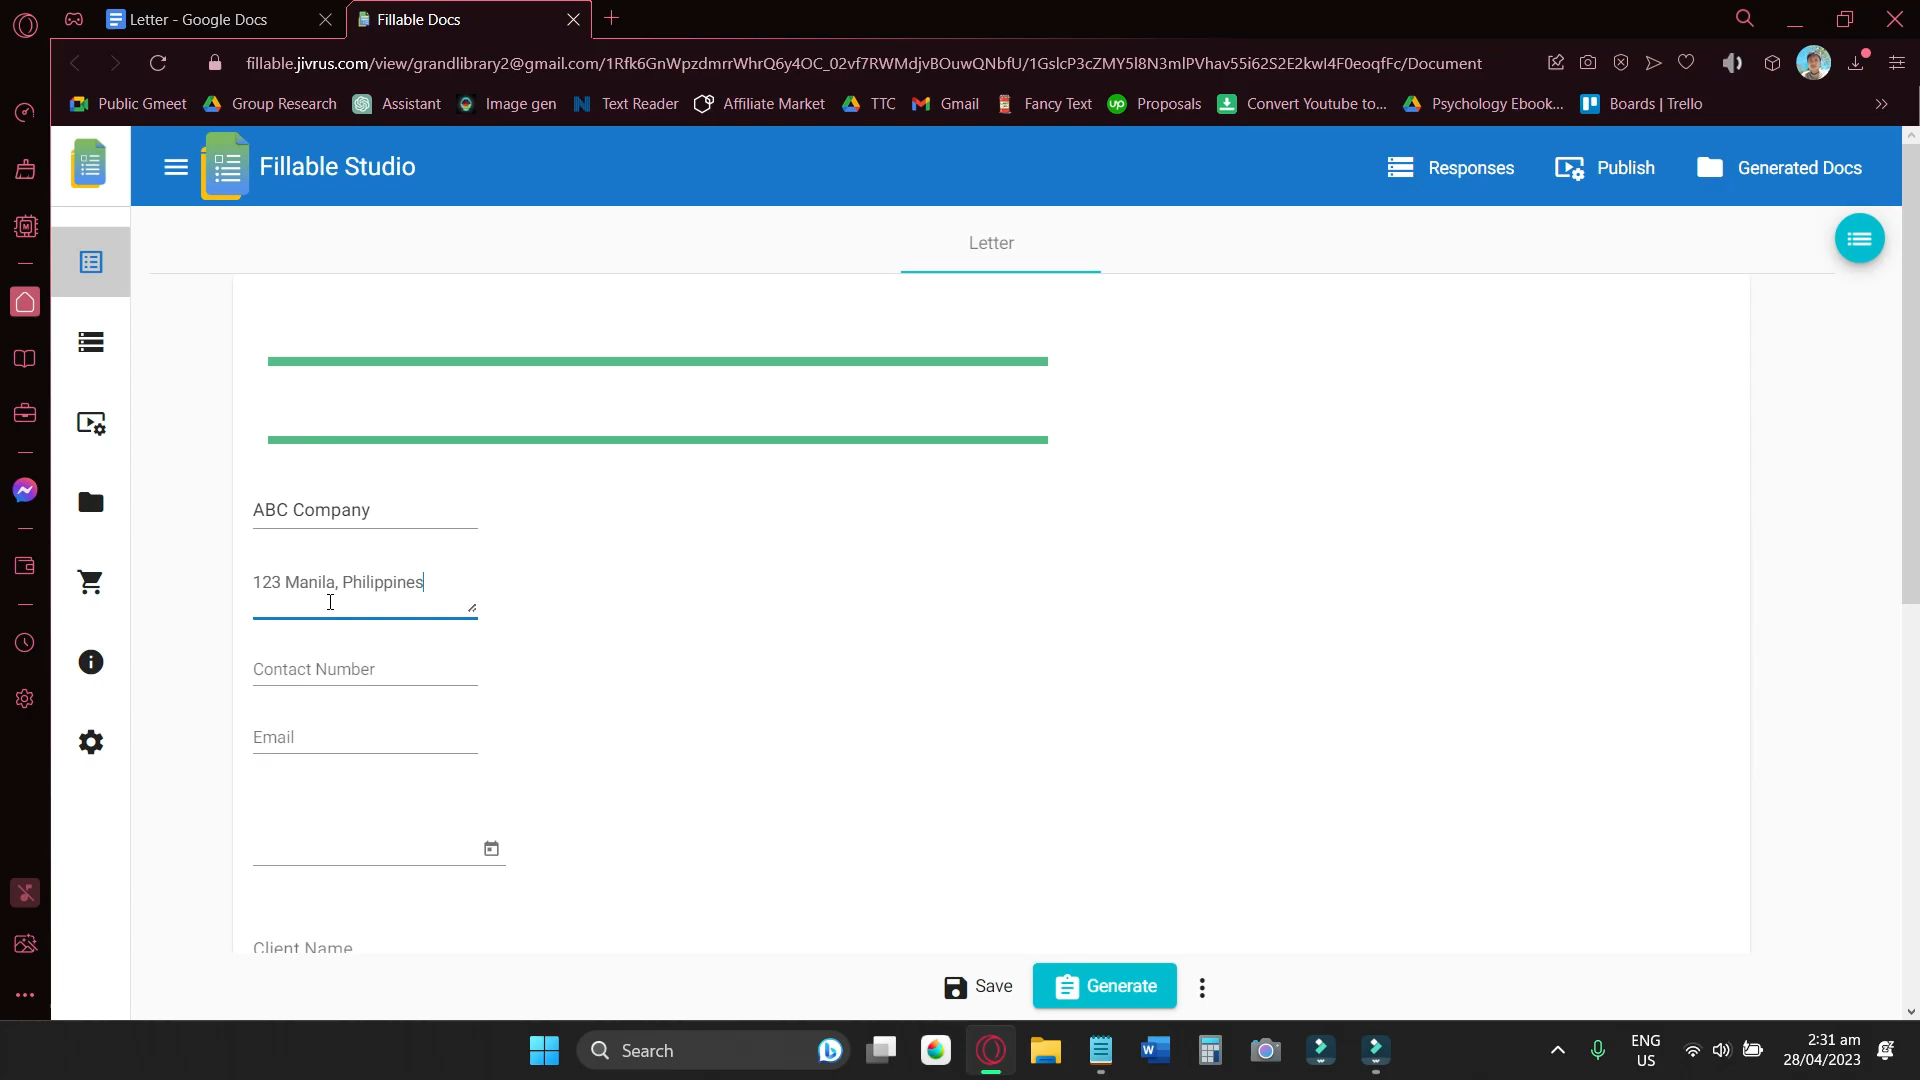 Letter - Google Docs
Fillable Docs
fillable.jivrus.com/view/grandlibrary2@gmail.com/1Rfk6GnWpzdmrrWhrQ6y4OC_02vf7RWMdjvBOuwQNbfU/1GslcP3cZMY5l8N3mlPVhav55i62S2E2kwI4F0eoqfFc/Document
Public Gmeet Group Research Assistant Image gen Text Reader Affiliate Market TTC Gmail Fancy Text Proposals Convert Youtube to... Psychology Ebook... Boards | Trello
Fillable Studio
Responses Publish Generated Docs
Letter
ABC Company
123 Manila, Philippines
Contact Number
Email
Client Name
Save Generate
Search
ENG
US
2:31 am
28/04/2023